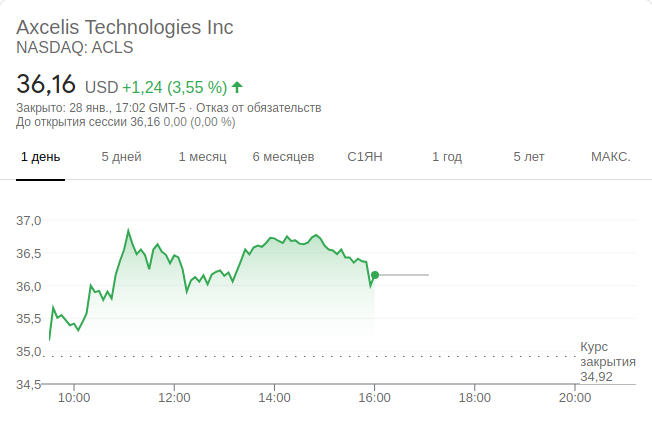 Axcelis Technologies Inc
NASDAQ: ACLS
36,16 USD +1,24 (3,55 %)
Закрыто: 28 янв., 17:02 GMT-5 · Отказ от обязательств
До открытия сессии 36,16 0,00 (0,00 %)
1 день 5 дней 1 месяц 6 месяцев С1ЯН 1 год 5 лет МАКС.
37,0
36,5
36,0
35,5
35,0
34,5
Курс
закрытия
34,92
10:00 12:00 14:00 16:00 18:00 20:00